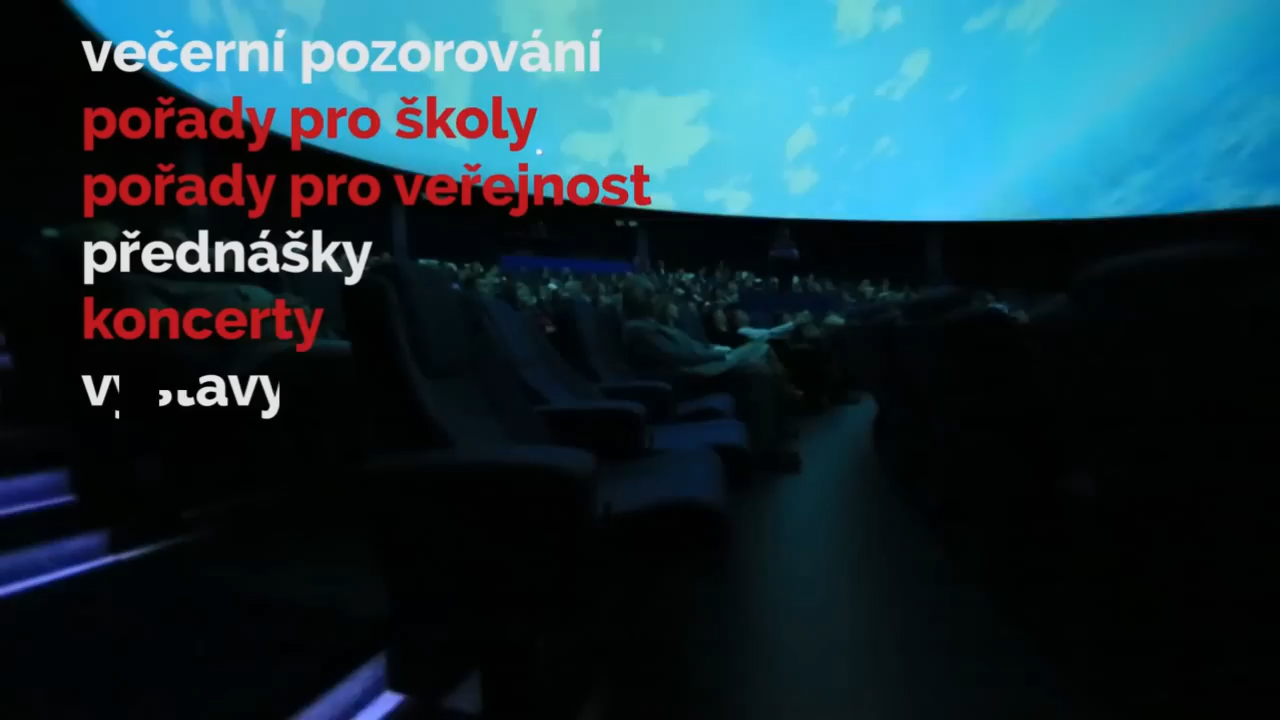 večerní pozorování
pořady pro školy
pořady pro veřejnost
přednášky
koncerty